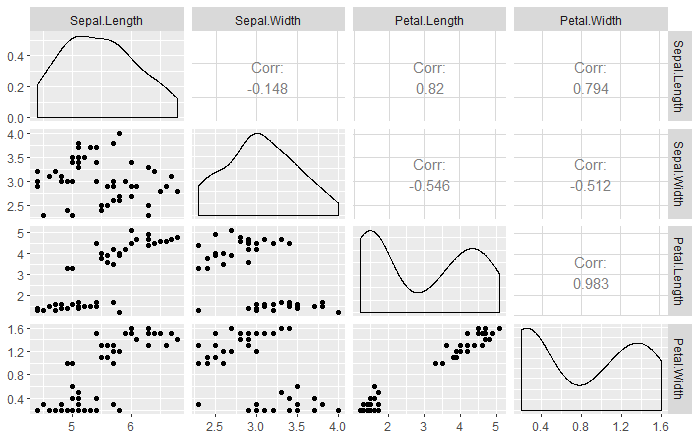 Sepal.Length Sepal.Width Petal.Length Petal.Width
0.4
0.2
0.0
Corr:
-0.148
Corr:
0.82
Corr:
0.794
Sepal.Length
4.0
3.5
3.0
2.5
Corr:
-0.546
Corr:
-0.512
Sepal.Width
5
4
3
2
Corr:
0.983
Petal.Length
1.6
1.2
0.8
0.4
Petal.Width
5 6 2.5 3.0 3.5 4.0 2 3 4 5 0.4 0.8 1.2 1.6